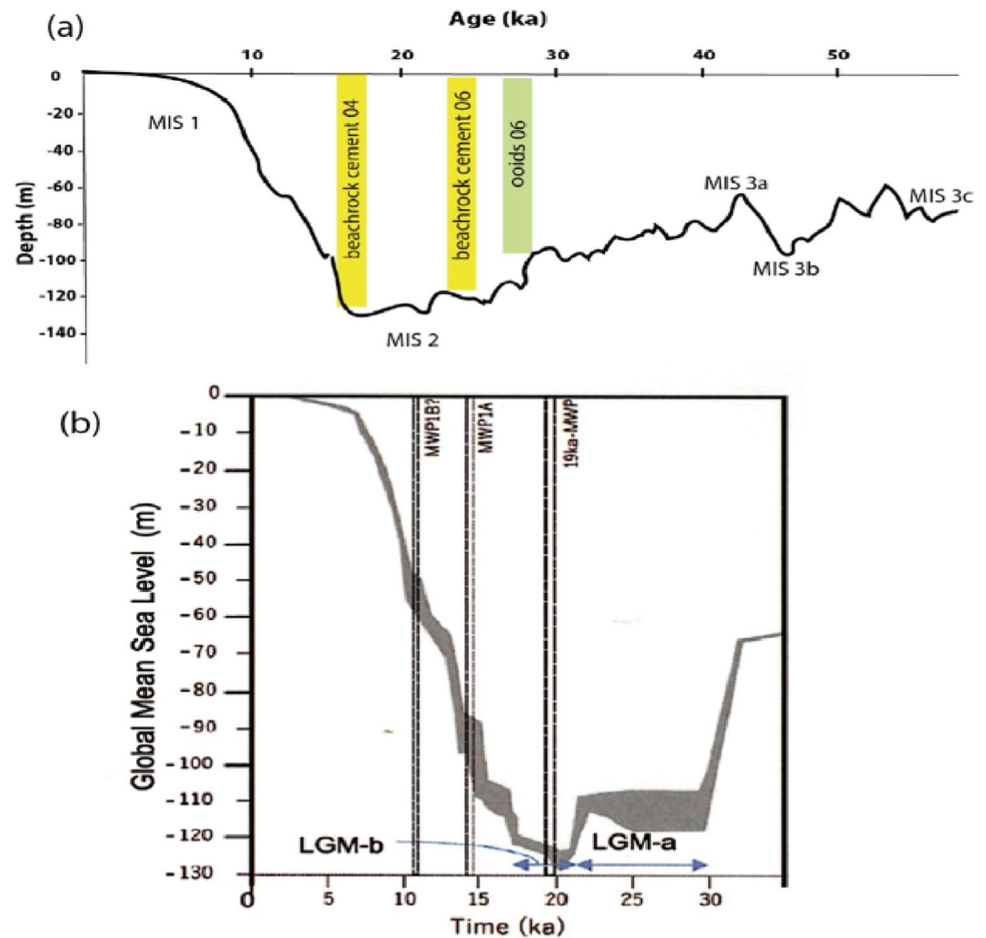 (a)
Age (ka)
10 20 30 40 50
0
-20
-40
-60
-80
-100
-120
-140
Depth (m)
MIS 1
beachrock cement 04
beachrock cement 06
ooids 06
MIS 2
MIS 3a
MIS 3b
MIS 3c
(b)
0
-10
-20
-30
-40
-50
-60
-70
-80
-90
-100
-110
-120
-130
Global Mean Sea Level (m)
MWP1B?
MWP1A
19ka-MWP
LGM-b
LGM-a
0 5 10 15 20 25 30
Time (ka)